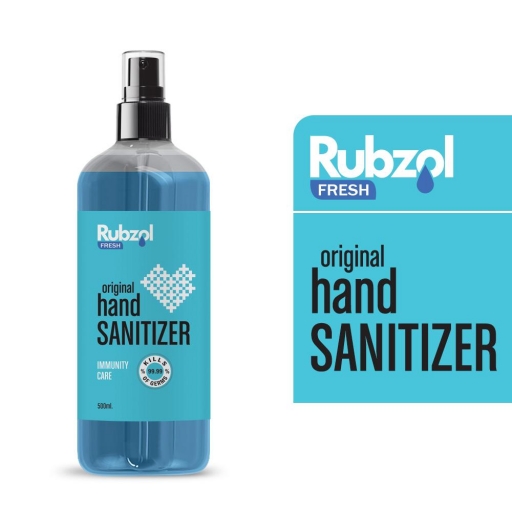 Rubzol
FRESH
original
hand
SANITIZER
IMMUNITY
CARE
KILLS
99.99
% OF GERMS %
500ml.
Rubzol
FRESH
original
hand
SANITIZER